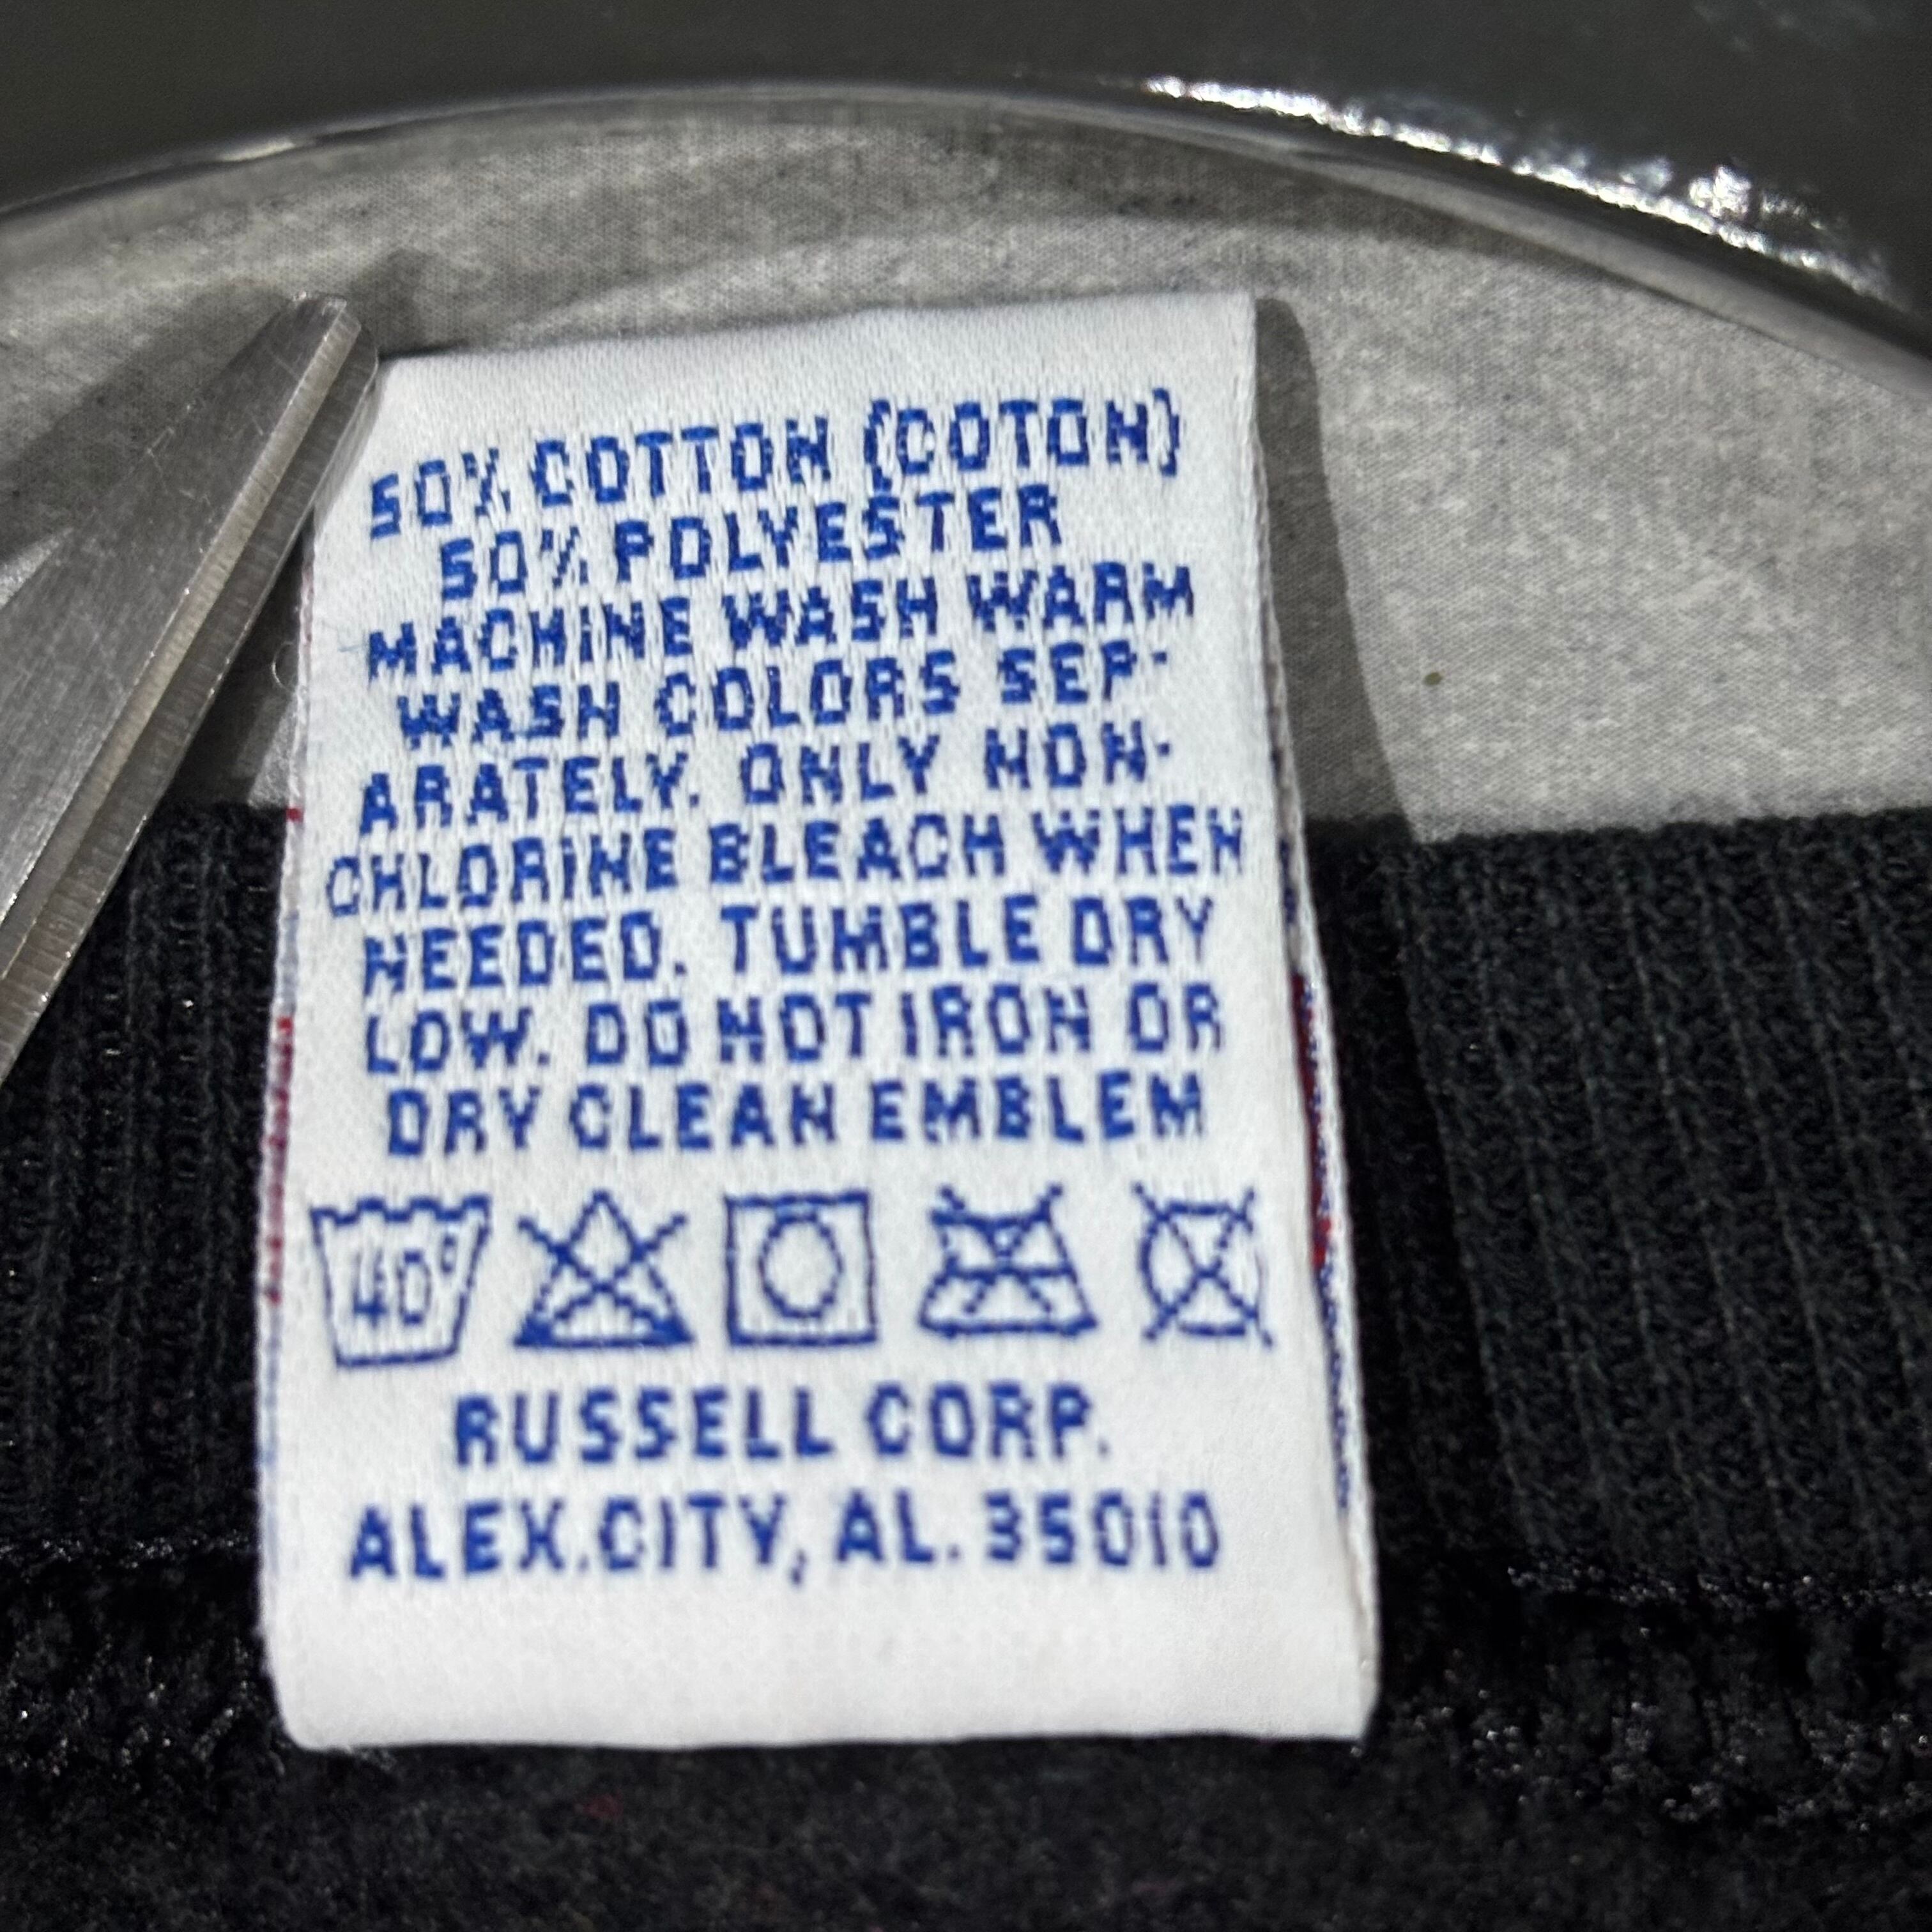 50% COTTON (COTON)
50% POLYESTER
MACHINE WASH WARM
WASH COLORS SEP-
ARATELY. ONLY NON-
CHLORINE BLEACH WHEN
NEEDED. TUMBLE DRY
LOW. DO NOT IRON OR
DRY CLEAN EMBLEM
40°
RUSSELL CORP.
ALEX.CITY, AL. 35010